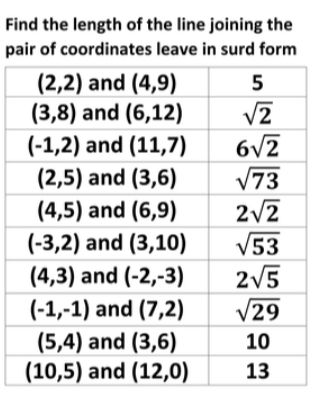 Find the length of the line joining the
pair of coordinates leave in surd form
(2,2) and (4,9) 5
(3,8) and (6,12) √2
(-1,2) and (11,7) 6√2
(2,5) and (3,6) √73
(4,5) and (6,9) 2√2
(-3,2) and (3,10) √53
(4,3) and (-2,-3) 2√5
(-1,-1) and (7,2) √29
(5,4) and (3,6) 10
(10,5) and (12,0) 13